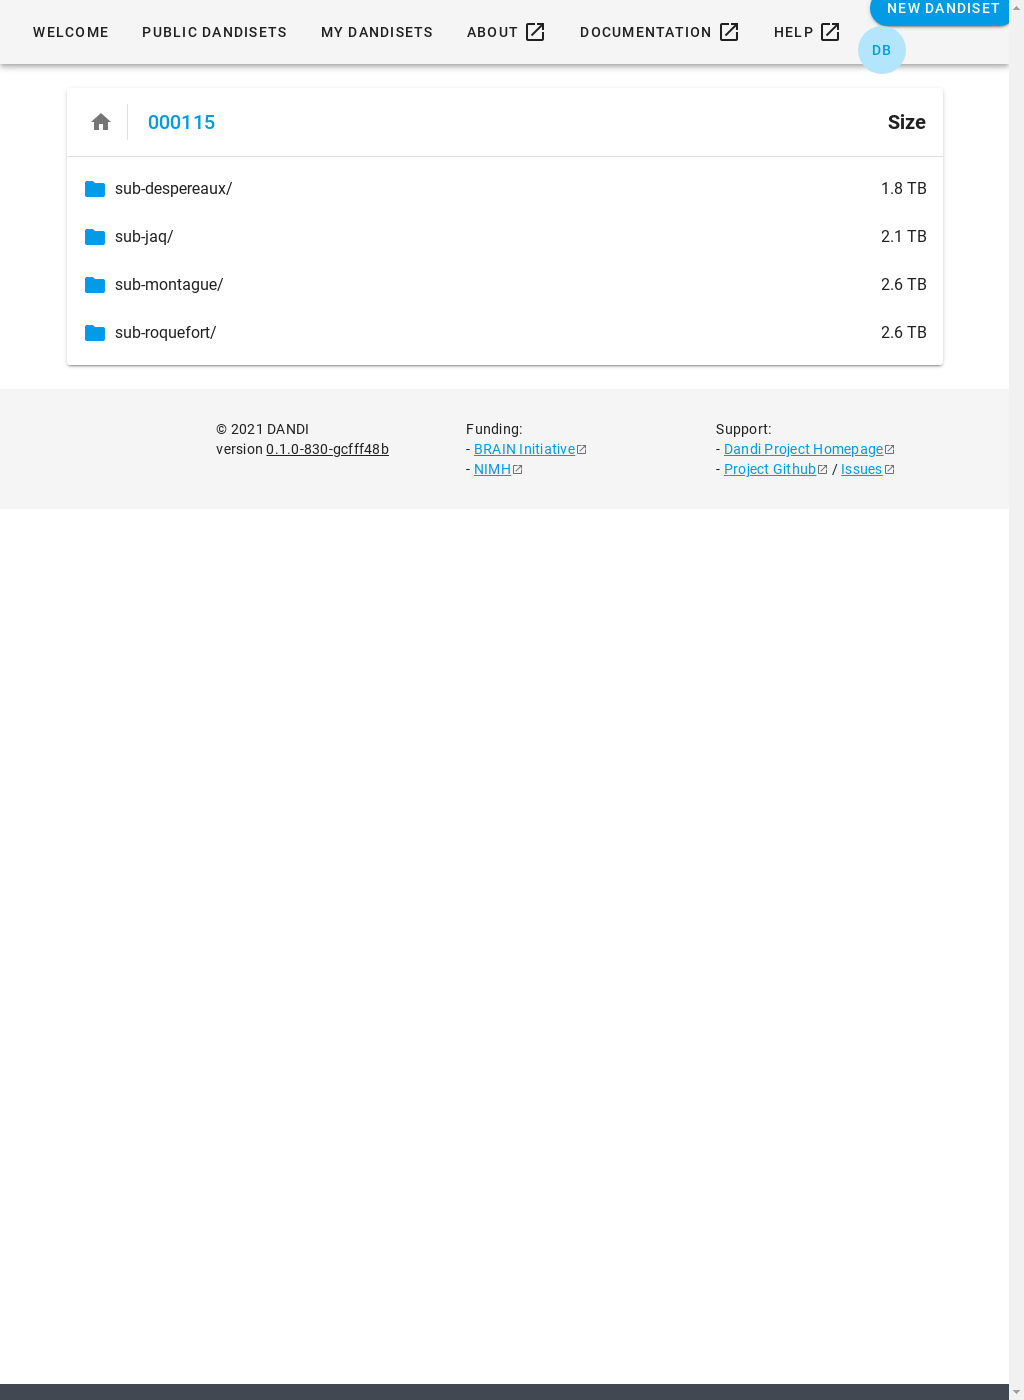 WELCOME PUBLIC DANDISETS MY DANDISETS ABOUT DOCUMENTATION HELP NEW DANDISET
DB
000115 Size
sub-despereaux/ 1.8 TB
sub-jaq/ 2.1 TB
sub-montague/ 2.6 TB
sub-roquefort/ 2.6 TB
© 2021 DANDI Funding: Support:
version 0.1.0-830-gcfff48b - BRAIN Initiative - Dandi Project Homepage
- NIMH - Project Github / Issues